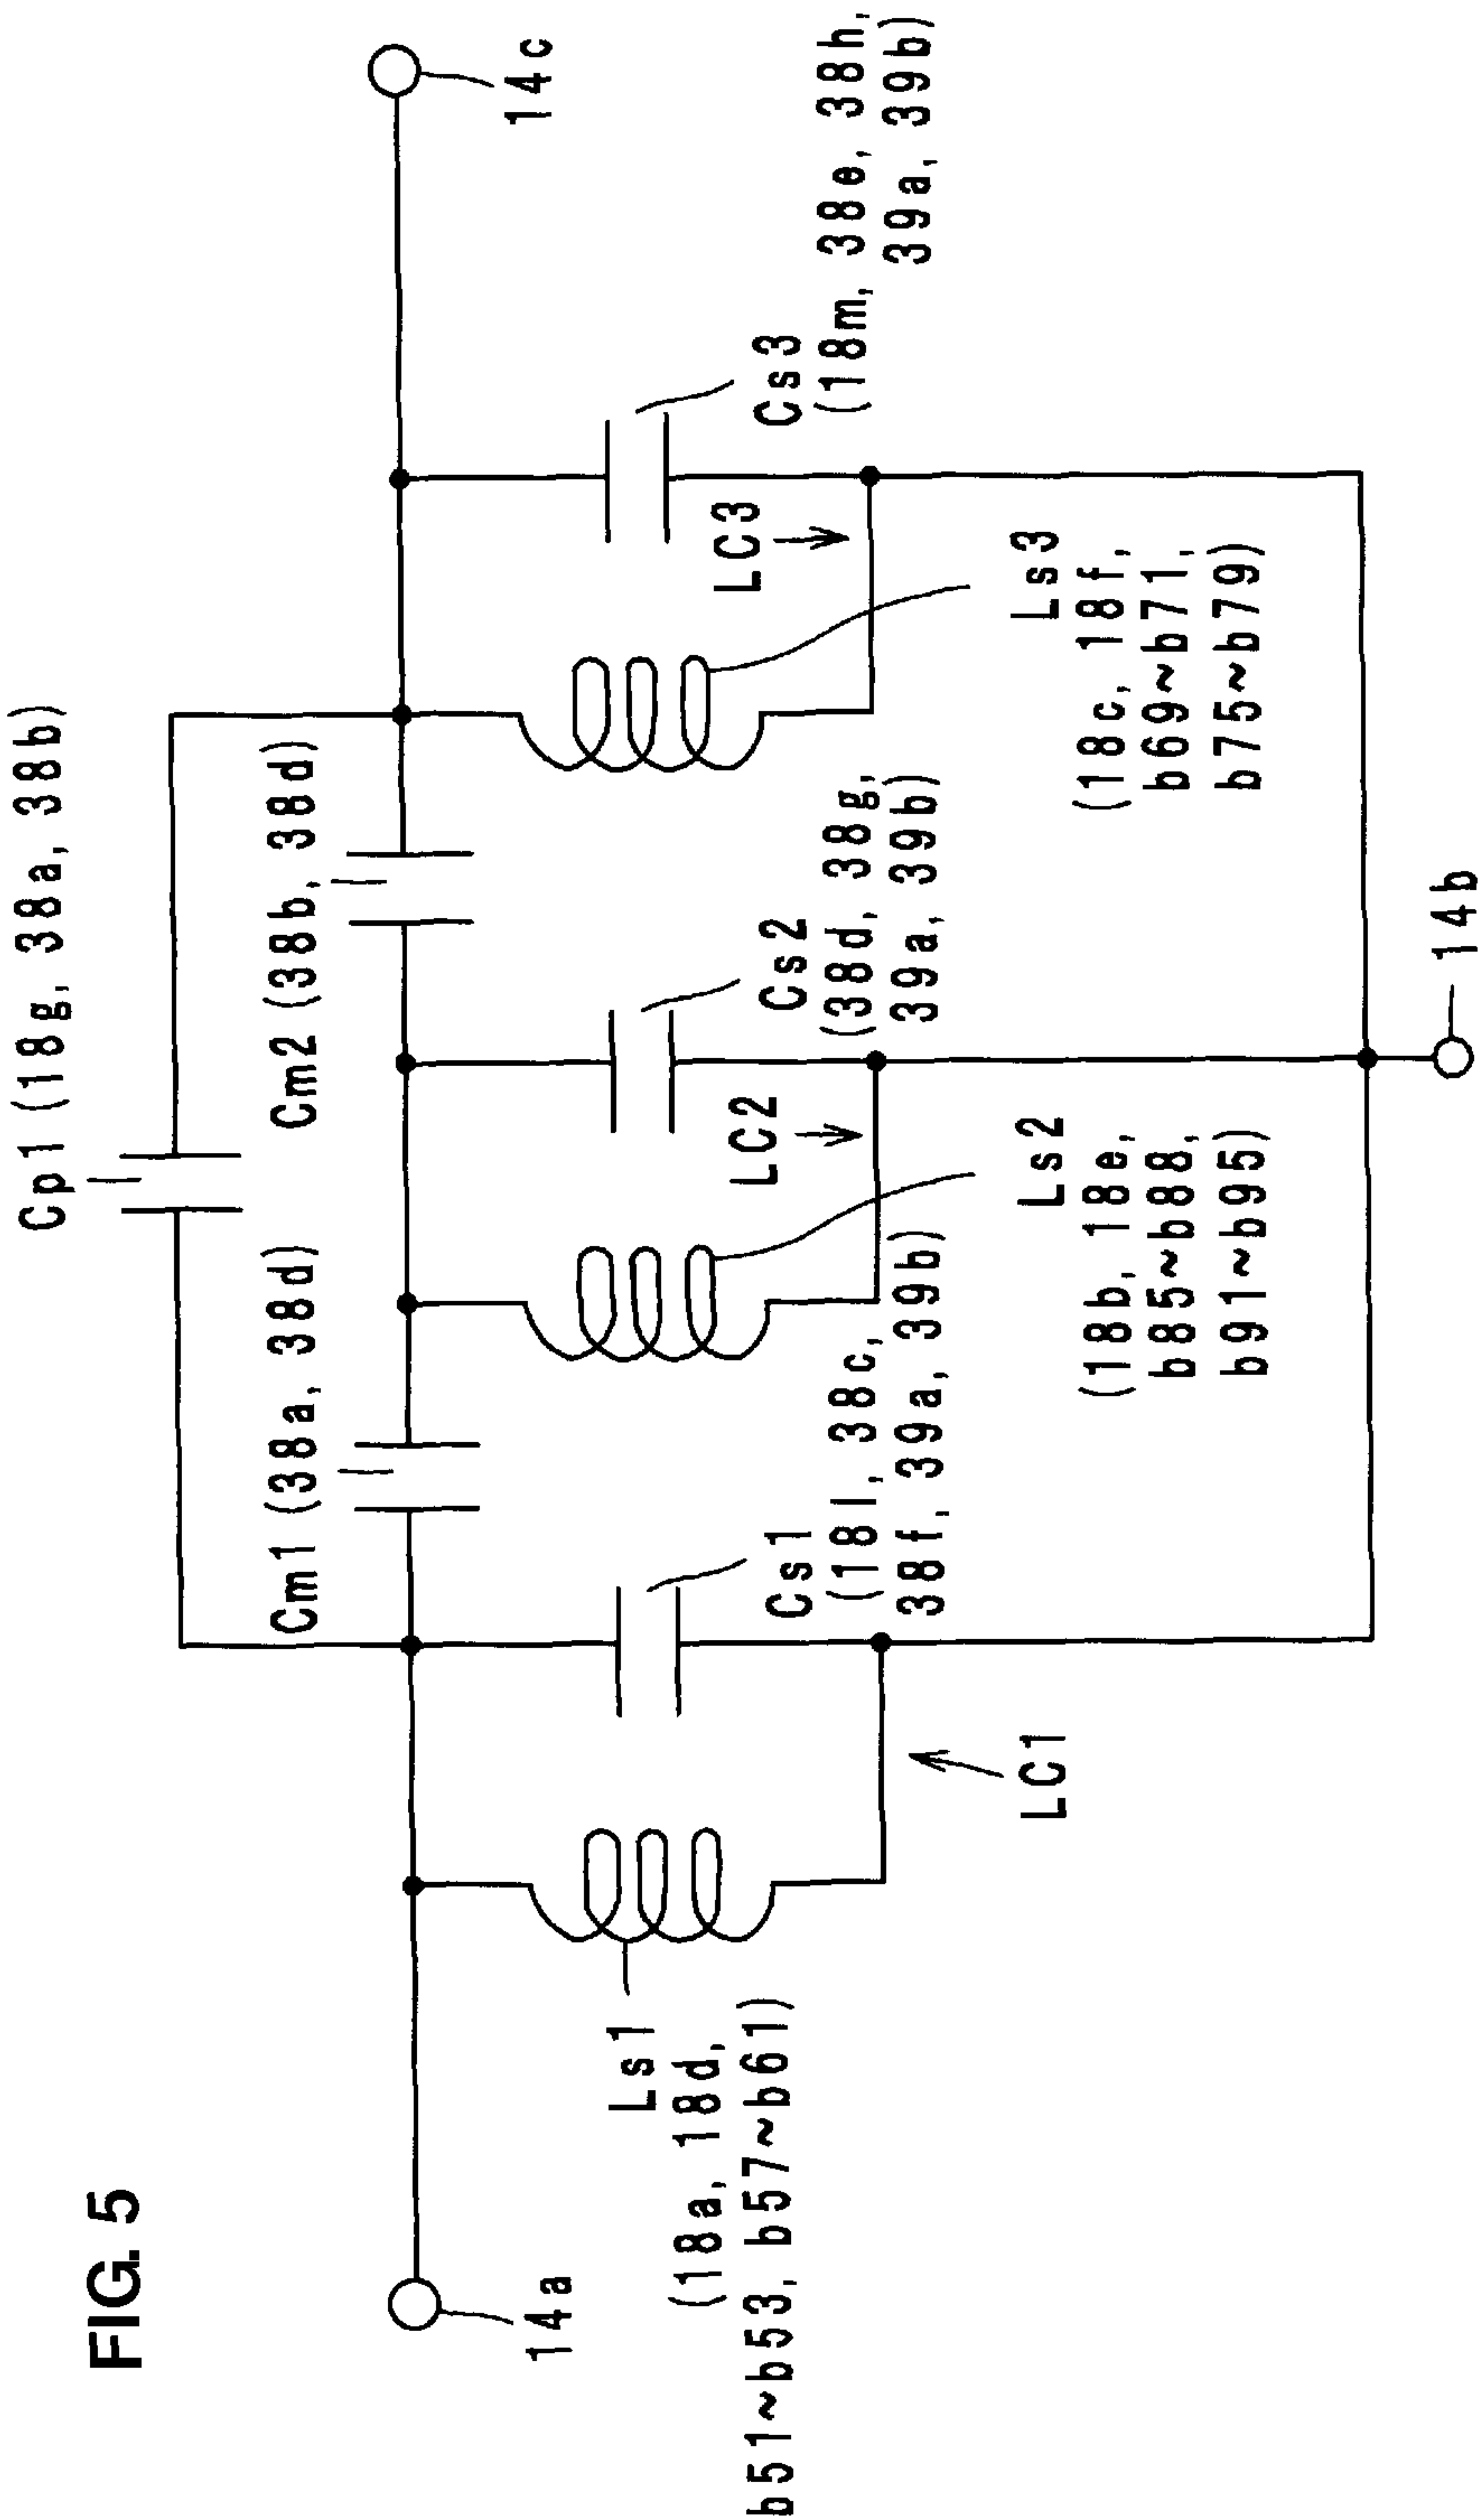 FIG. 5
Cp1 (18g, 38a, 38b)
Cm1 (38a, 38d)
Cm2 (38b, 38d)
14a
14c
Ls1
(18a, 18d,
b51~b53, b57~b61)
Cs1
(18l, 38c,
38f, 39a, 39b)
LC1
LC2
Cs2
(38d, 38g,
39a, 39b)
Ls2
(18b, 18e,
b85~b88,
b91~b95)
LC3
Cs3
(18m, 38e, 38h,
39a, 39b)
Ls3
(18c, 18f,
b69~b71,
b75~b79)
14b